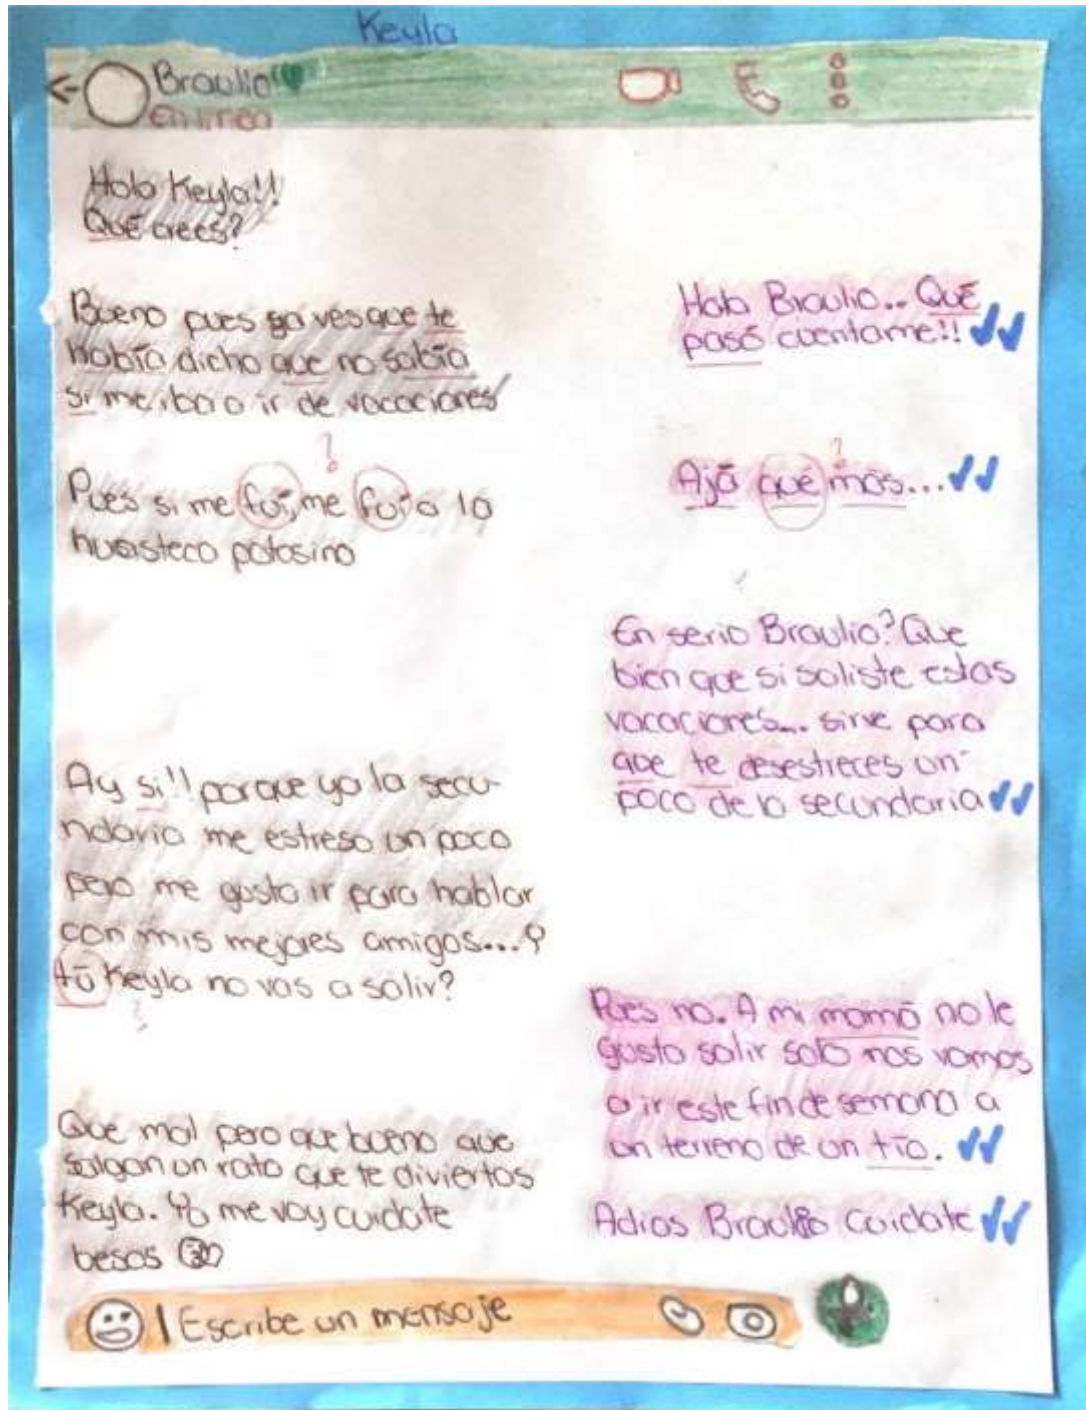 Keyla
Braulio
En linea
Hola Keyla!!
Qué crees?
Hola Braulio... Qué
pasó cuentame!!
Bueno pues ya ves que te
había dicho que no sabía
si me iba a ir de vacaciones
Ajá qué más...
?
Pues si me fuí, me fuí a la
huasteca potosina
?
En serio Braulio? Que
bien que si saliste estas
vacaciones... sirve para
que te desestreces un
poco de la secundaria
Ay si!! porque ya la secu-
ndaria me estreso un poco
pero me gusta ir para hablar
con mis mejores amigos... Y
tú Keyla no vas a salir?
?
Pues no. A mi mamá no le
gusta salir solo nos vamos
a ir este fin de semana a
un terreno de un tío.
Que mal pero que bueno que
salgan un rato que te diviertas
Keyla. Yo me voy cuidate
besos
Adios Braulio Cuidate
Escribe un mensaje